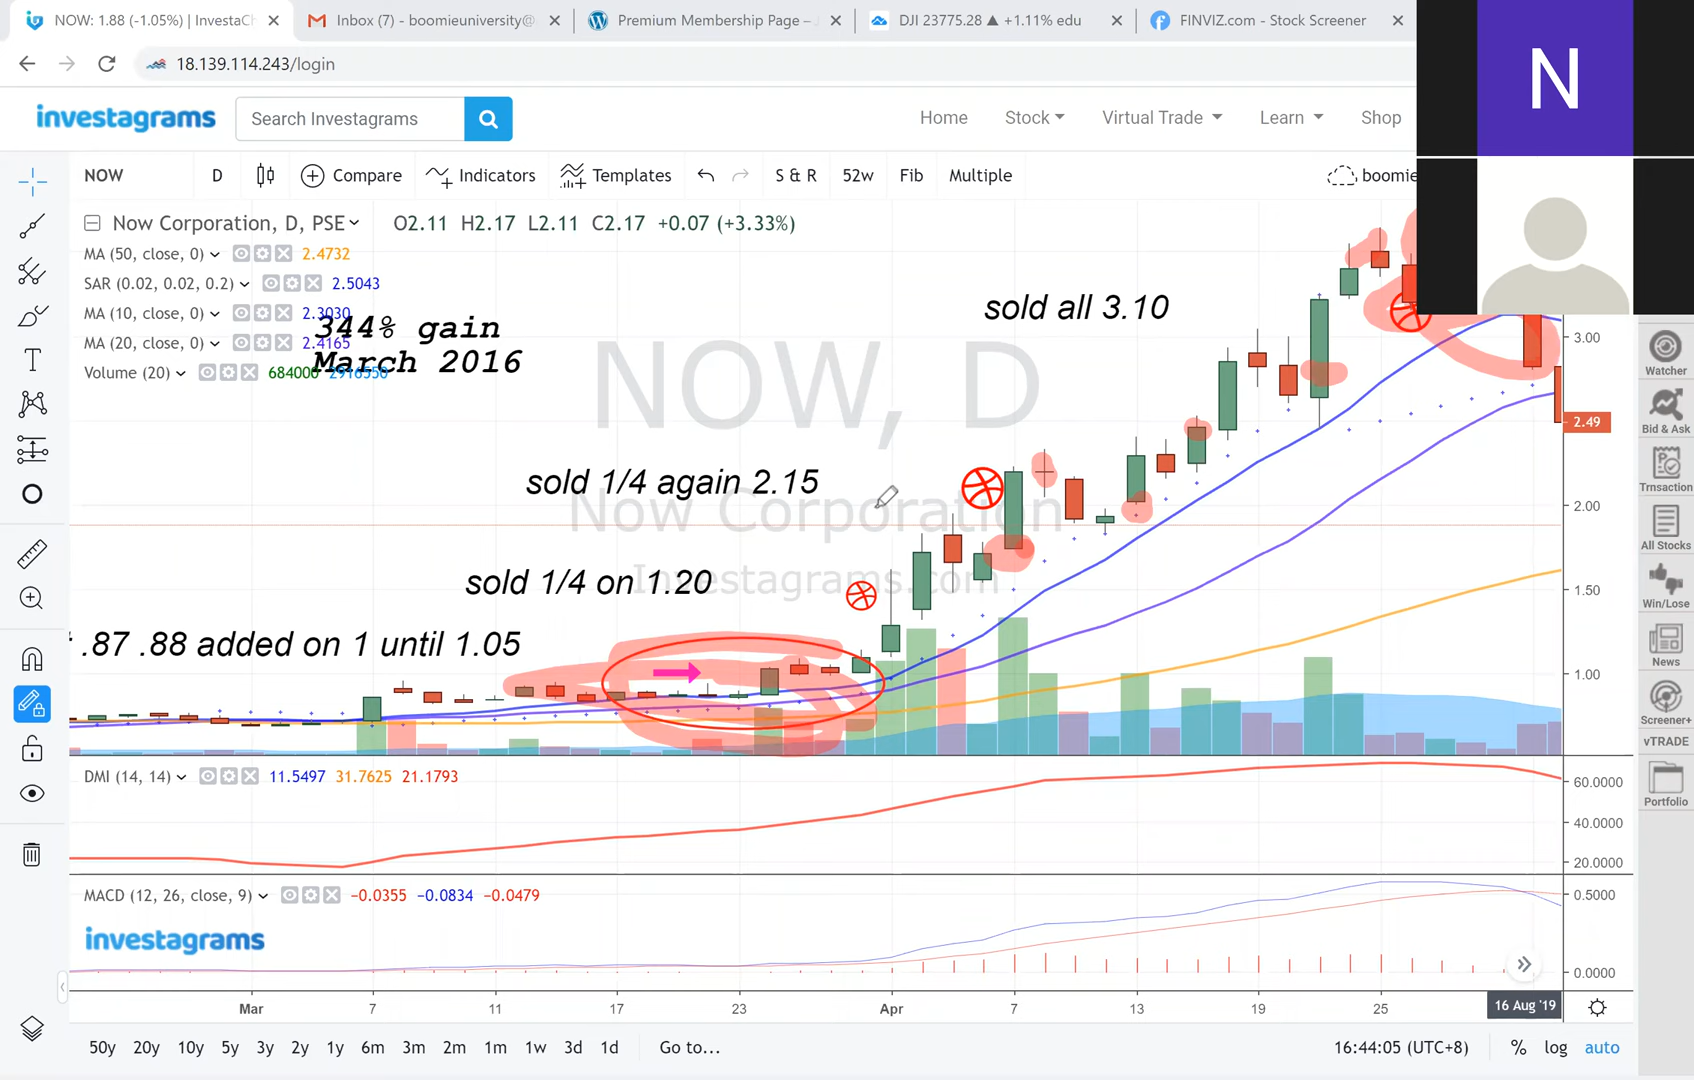 NOW: 1.88 (-1.05%) | InvestaCh
Inbox (7) - boomieuniversity@
Premium Membership Page –
DJI 23775.28 ▲ +1.11% edu
FINVIZ.com - Stock Screener
18.139.114.243/login
investagrams
Search Investagrams
Home
Stock
Virtual Trade
Learn
Shop
N
NOW
D
Compare
Indicators
Templates
S & R
52w
Fib
Multiple
boomie
Now Corporation, D, PSE
O2.11 H2.17 L2.11 C2.17 +0.07 (+3.33%)
MA (50, close, 0) 2.4732
SAR (0.02, 0.02, 0.2) 2.5043
MA (10, close, 0) 2.3030
MA (20, close, 0) 2.4165
Volume (20) 684000 2916550
344% gain
March 2016
sold all 3.10
NOW, D
Now Corporation
Investagrams.com
sold 1/4 again 2.15
sold 1/4 on 1.20
.87 .88 added on 1 until 1.05
3.00
2.49
2.00
1.50
1.00
DMI (14, 14) 11.5497 31.7625 21.1793
60.0000
40.0000
20.0000
MACD (12, 26, close, 9) −0.0355 −0.0834 −0.0479
0.5000
0.0000
investagrams
Mar 7 11 17 23 Apr 7 13 19 25
16 Aug '19
50y 20y 10y 5y 3y 2y 1y 6m 3m 2m 1m 1w 3d 1d Go to...
16:44:05 (UTC+8) % log auto
Watcher
Bid & Ask
Trnsaction
All Stocks
Win/Lose
News
Screener+
vTRADE
Portfolio